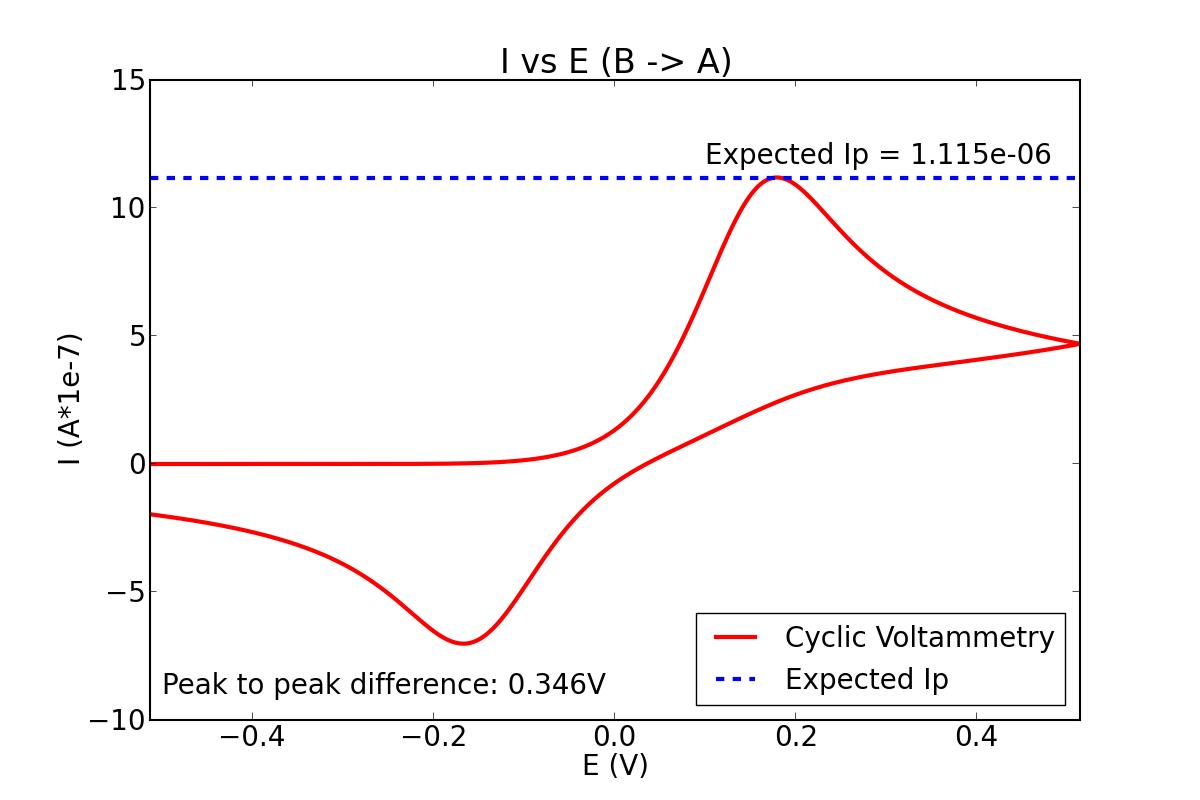 I vs E (B -> A)
15
Expected Ip = 1.115e-06
10
5
0
−5
−10
I (A*1e-7)
Cyclic Voltammetry
Expected Ip
Peak to peak difference: 0.346V
−0.4
−0.2
0.0
0.2
0.4
E (V)